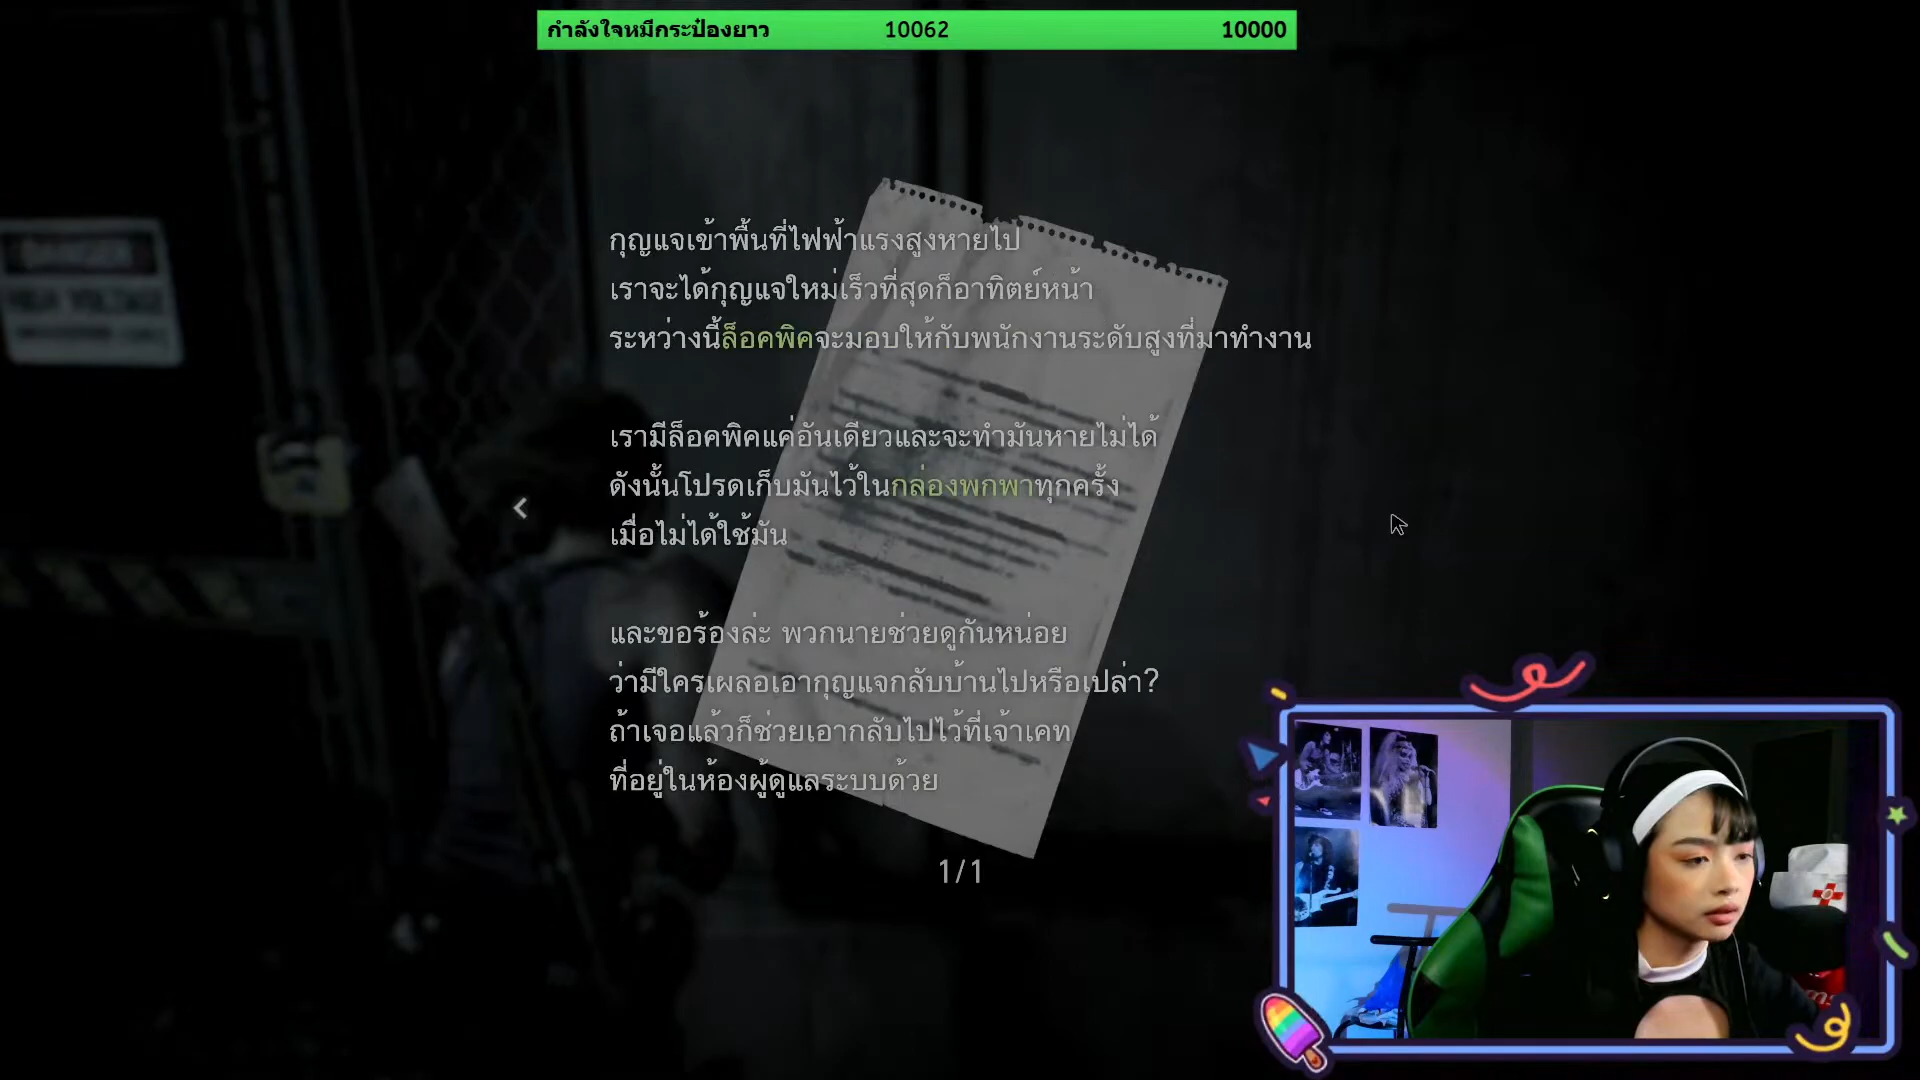 กำลังใจหมีกระป๋องยาว 10062 10000
DANGER
HIGH VOLTAGE
กุญแจเข้าพื้นที่ไฟฟ้าแรงสูงหายไป
เราจะได้กุญแจใหม่เร็วที่สุดก็อาทิตย์หน้า
ระหว่างนี้ล็อคพิคจะมอบให้กับพนักงานระดับสูงที่มาทำงาน
เรามีล็อคพิคแค่อันเดียวและจะทำมันหายไม่ได้
ดังนั้นโปรดเก็บมันไว้ในกล่องพกพาทุกครั้ง
เมื่อไม่ได้ใช้มัน
และขอร้องล่ะ พวกนายช่วยดูกันหน่อย
ว่ามีใครเผลอเอากุญแจกลับบ้านไปหรือเปล่า?
ถ้าเจอแล้วก็ช่วยเอากลับไปไว้ที่เจ้าเคท
ที่อยู่ในห้องผู้ดูแลระบบด้วย
1/1